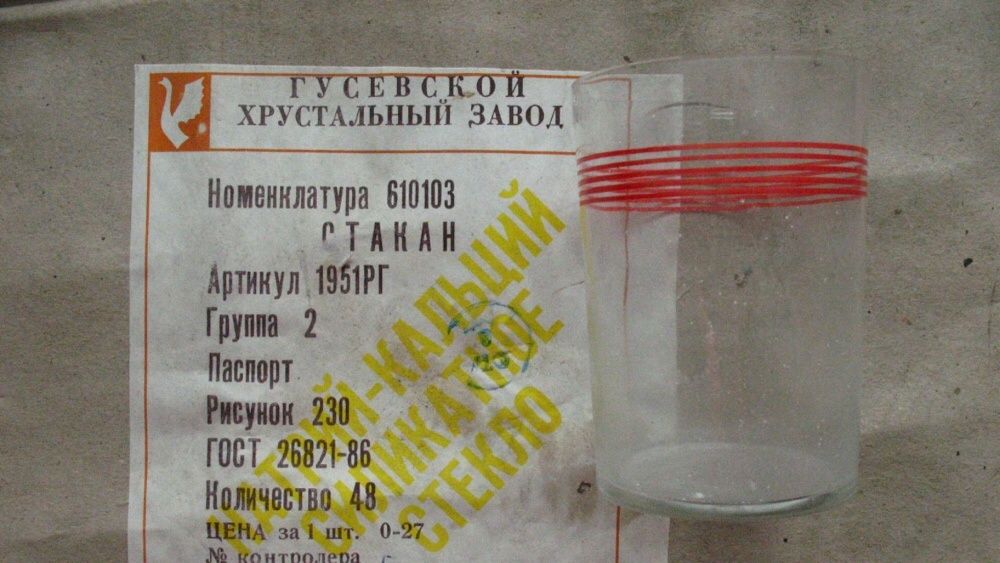 ГУСЕВСКОЙ
ХРУСТАЛЬНЫЙ ЗАВОД
Номенклатура 610103
СТАКАН
Артикул 1951РГ
Группа 2
Паспорт
Рисунок 230
ГОСТ 26821-86
Количество 48
ЦЕНА за 1 шт. 0-27
№ контролера
НАТРИЙ-КАЛЬЦИЙ
СИЛИКАТНОЕ
СТЕКЛО